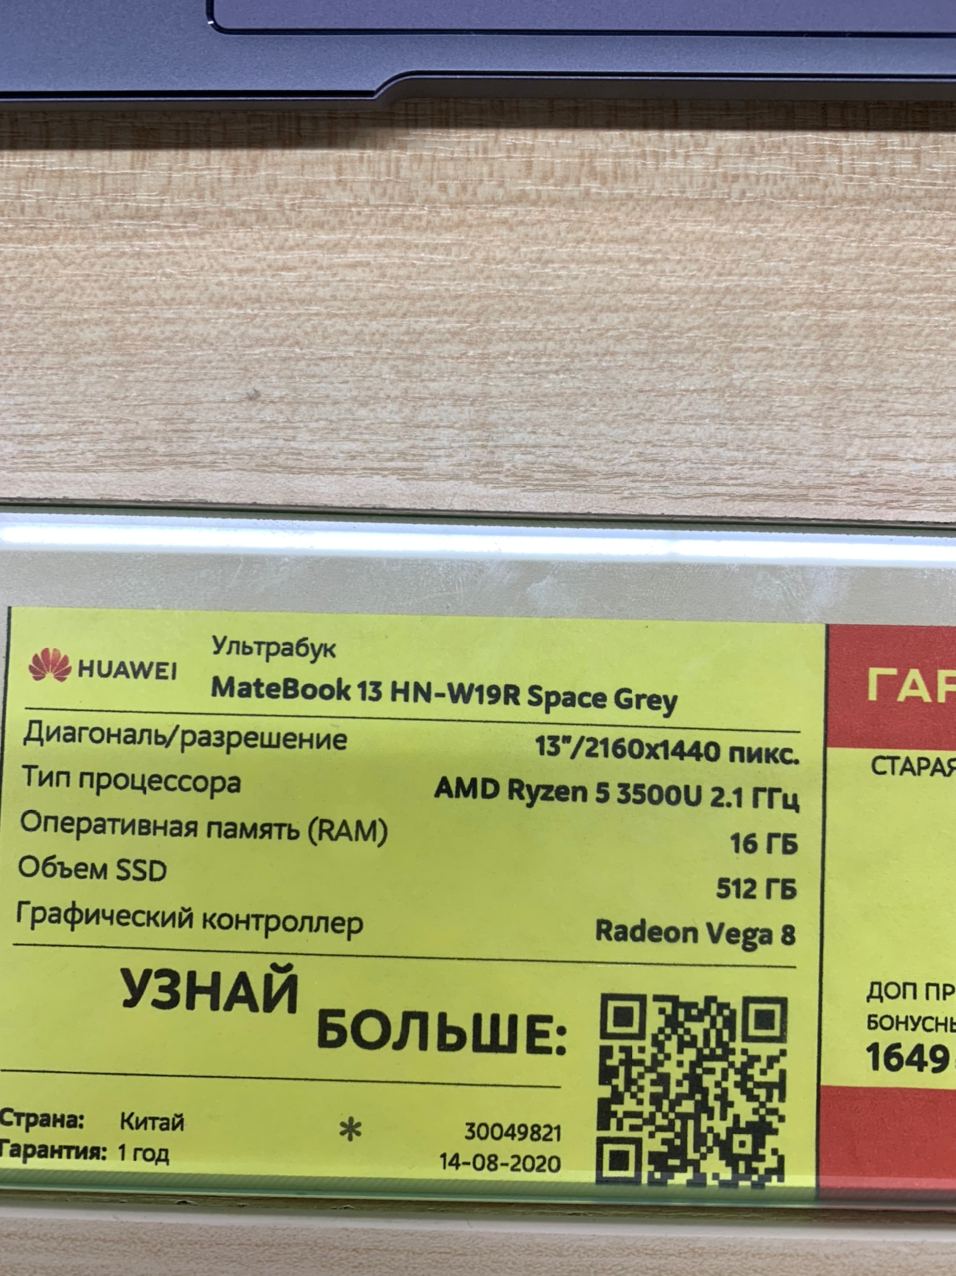 HUAWEI
Ультрабук
MateBook 13 HN-W19R Space Grey
Диагональ/разрешение 13"/2160x1440 пикс.
Тип процессора AMD Ryzen 5 3500U 2.1 ГГц
Оперативная память (RAM) 16 ГБ
Объем SSD 512 ГБ
Графический контроллер Radeon Vega 8
УЗНАЙ
БОЛЬШЕ:
Страна: Китай * 30049821
Гарантия: 1 год 14-08-2020
ГАР
СТАРАЯ
ДОП ПР
БОНУСНЫ
1649